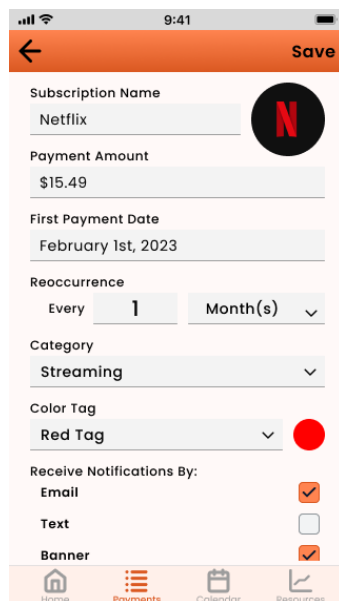 9:41
Save
Subscription Name
Netflix
N
Payment Amount
$15.49
First Payment Date
February 1st, 2023
Reoccurrence
Every 1 Month(s)
Category
Streaming
Color Tag
Red Tag
Receive Notifications By:
Email
Text
Banner
Home Payments Calendar Resources